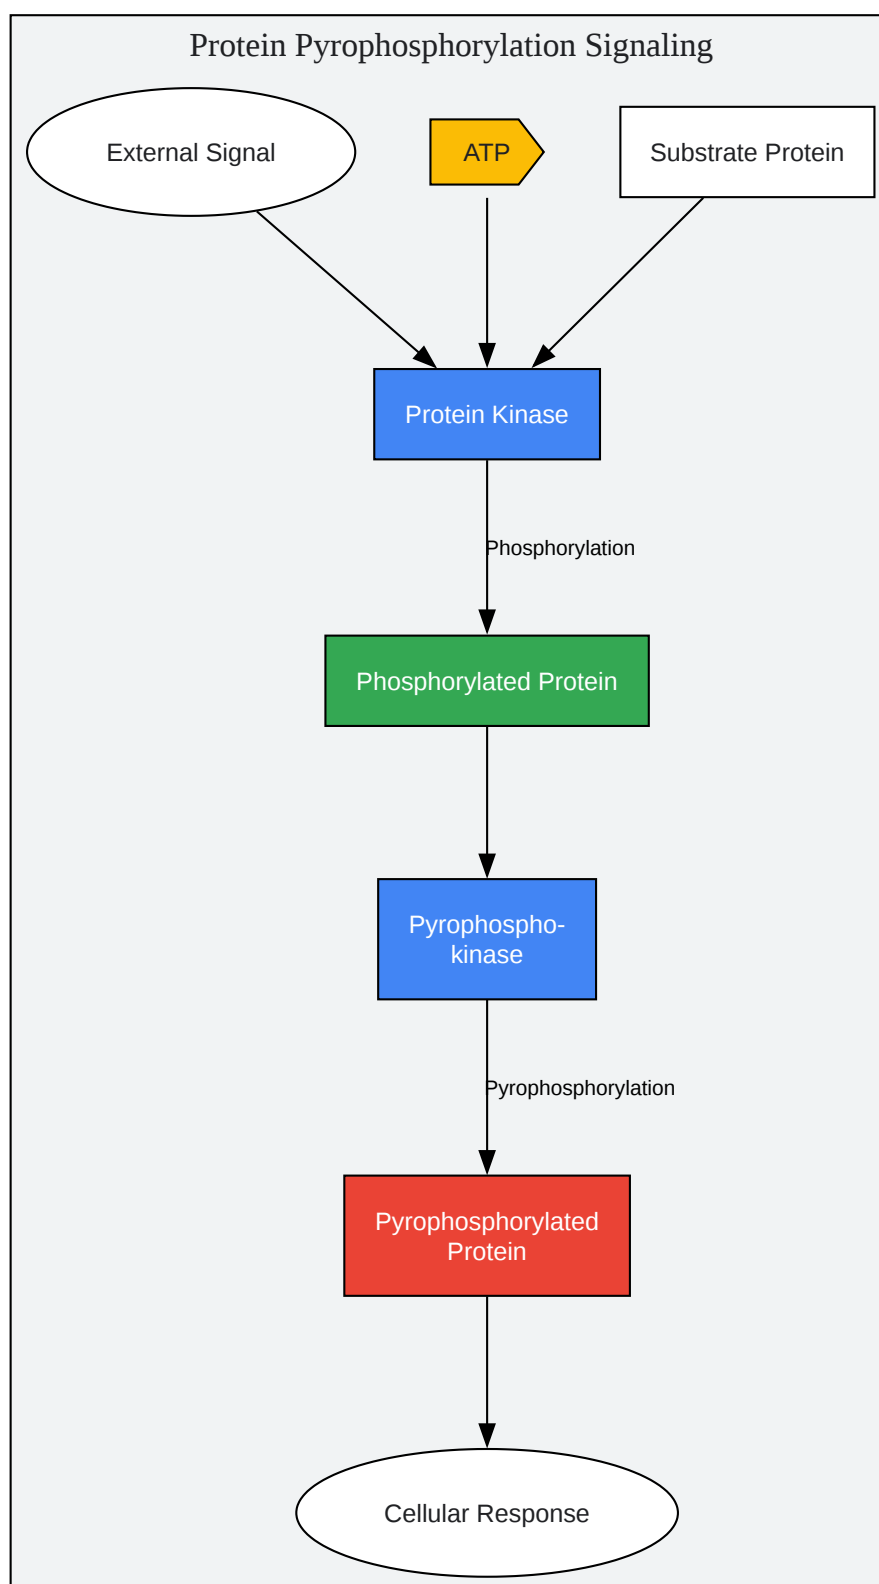 Protein Pyrophosphorylation Signaling
External Signal
ATP
Substrate Protein
Protein Kinase
Phosphorylation
Phosphorylated Protein
Pyrophospho-
kinase
Pyrophosphorylation
Pyrophosphorylated
Protein
Cellular Response